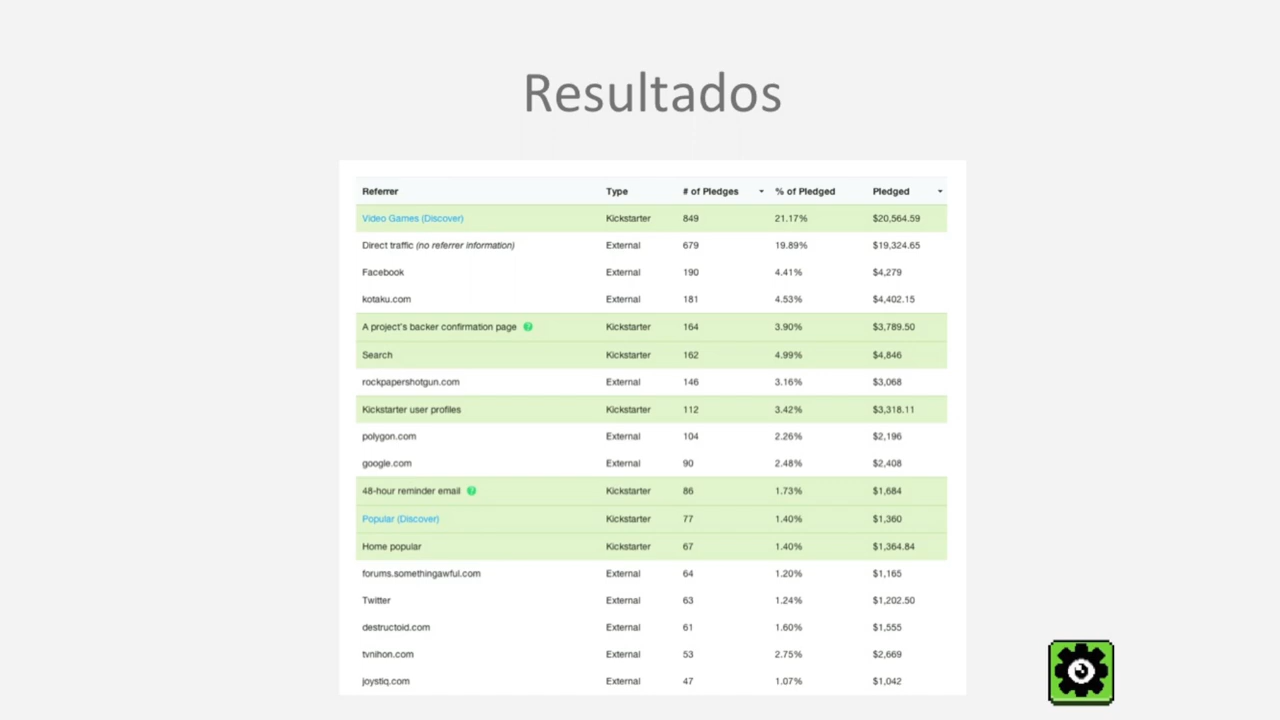 Resultados
Referrer Type # of Pledges % of Pledged Pledged
Video Games (Discover) Kickstarter 849 21.17% $20,564.59
Direct traffic (no referrer information) External 679 19.89% $19,324.65
Facebook External 190 4.41% $4,279
kotaku.com External 181 4.53% $4,402.15
A project's backer confirmation page ? Kickstarter 164 3.90% $3,789.50
Search Kickstarter 162 4.99% $4,846
rockpapershotgun.com External 146 3.16% $3,068
Kickstarter user profiles Kickstarter 112 3.42% $3,318.11
polygon.com External 104 2.26% $2,196
google.com External 90 2.48% $2,408
48-hour reminder email ? Kickstarter 86 1.73% $1,684
Popular (Discover) Kickstarter 77 1.40% $1,360
Home popular Kickstarter 67 1.40% $1,364.84
forums.somethingawful.com External 64 1.20% $1,165
Twitter External 63 1.24% $1,202.50
destructoid.com External 61 1.60% $1,555
tvnihon.com External 53 2.75% $2,669
joystiq.com External 47 1.07% $1,042